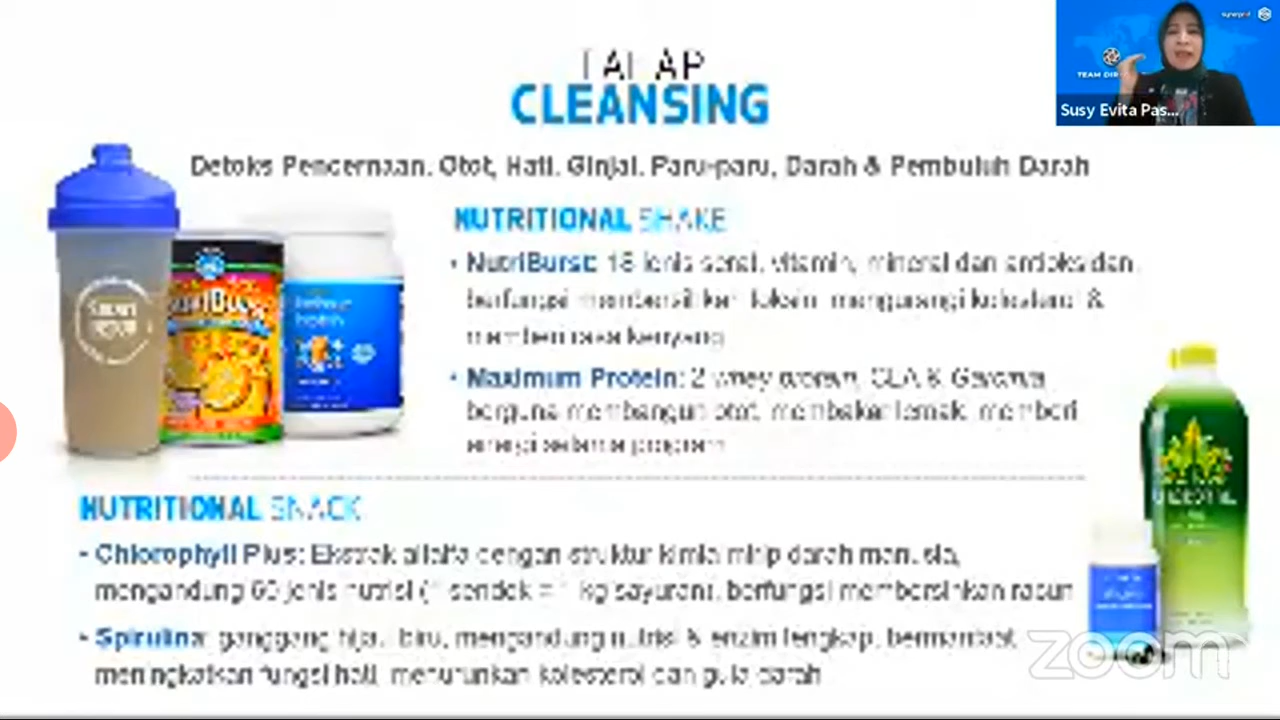 TAHAP
CLEANSING
Detoks Pencernaan, Otot, Hati, Ginjal, Paru-paru, Darah & Pembuluh Darah
NUTRITIONAL SHAKE
• NutriBurst: 18 jenis serat, vitamin, mineral dan antioksidan,
berfungsi membersihkan toksin, mengurangi kolesterol &
memberi rasa kenyang
• Maximum Protein: 2 whey protein, CLA & Garcinia
berguna membangun otot, membakar lemak, memberi
energi selama program
NUTRITIONAL SNACK
• Chlorophyll Plus: Ekstrak alfalfa dengan struktur kimia mirip darah manusia,
mengandung 60 jenis nutrisi (1 sendok = 1 kg sayuran), berfungsi membersihkan racun
• Spirulina: ganggang hijau biru, mengandung nutrisi & enzim lengkap, bermanfaat
meningkatkan fungsi hati, menurunkan kolesterol dan gula darah
Susy Evita Pas...
zoom